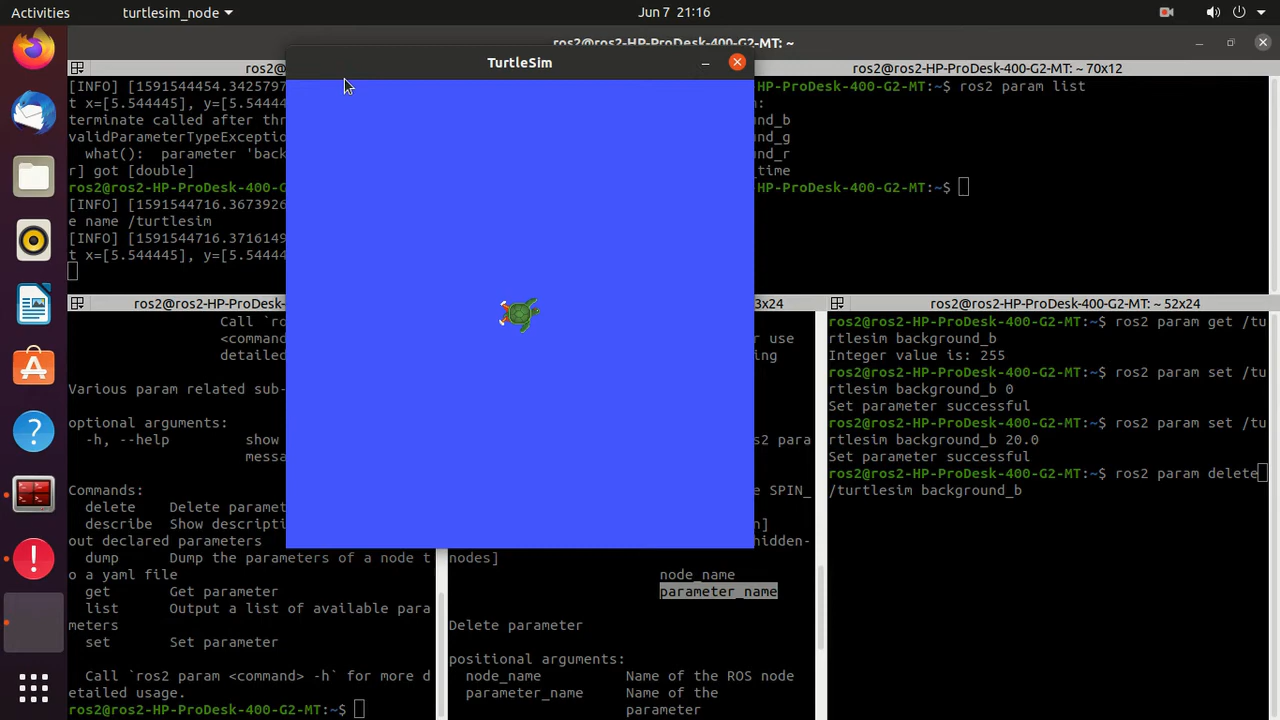 Activities
turtlesim_node
Jun 7 21:16
ros2@ros2-HP-ProDesk-400-G2-MT: ~
TurtleSim
ros2@
[INFO] [1591544454.3425797
t x=[5.544445], y=[5.5444
terminate called after thr
validParameterTypeExceptio
what(): parameter 'bac
r] got [double]
ros2@ros2-HP-ProDesk-400-G
[INFO] [1591544716.3673926
e name /turtlesim
[INFO] [1591544716.3716149
t x=[5.544445], y=[5.5444
ros2@ros2-HP-ProDesk-400-G2-MT: ~ 70x12
HP-ProDesk-400-G2-MT:~$ ros2 param list
:
nd_b
und_g
nd_r
_time
HP-ProDesk-400-G2-MT:~$
ros2@ros2-HP-ProDesk-
Call `ro
<command
detailed
Various param related sub-
optional arguments:
-h, --help show
messa
Commands:
delete Delete paramet
describe Show descripti
out declared parameters
dump Dump the parameters of a node t
o a yaml file
get Get parameter
list Output a list of available para
meters
set Set parameter
Call `ros2 param <command> -h` for more d
etailed usage.
ros2@ros2-HP-ProDesk-400-G2-MT:~$
3x24
r use
ing
os2 para
e SPIN_
n]
hidden-
nodes]
node_name
parameter_name
Delete parameter
positional arguments:
node_name Name of the ROS node
parameter_name Name of the
parameter
ros2@ros2-HP-ProDesk-400-G2-MT: ~ 52x24
ros2@ros2-HP-ProDesk-400-G2-MT:~$ ros2 param get /tu
rtlesim background_b
Integer value is: 255
ros2@ros2-HP-ProDesk-400-G2-MT:~$ ros2 param set /tu
rtlesim background_b 0
Set parameter successful
ros2@ros2-HP-ProDesk-400-G2-MT:~$ ros2 param set /tu
rtlesim background_b 20.0
Set parameter successful
ros2@ros2-HP-ProDesk-400-G2-MT:~$ ros2 param delete
/turtlesim background_b